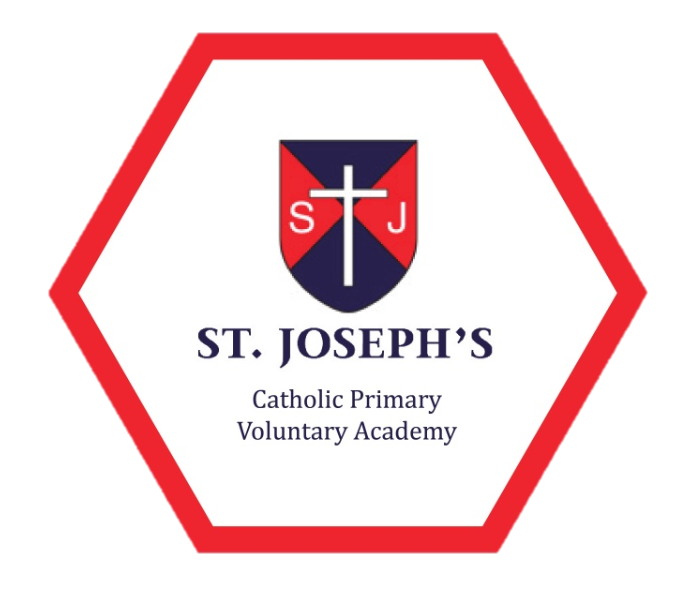 S J
ST. JOSEPH'S
Catholic Primary
Voluntary Academy